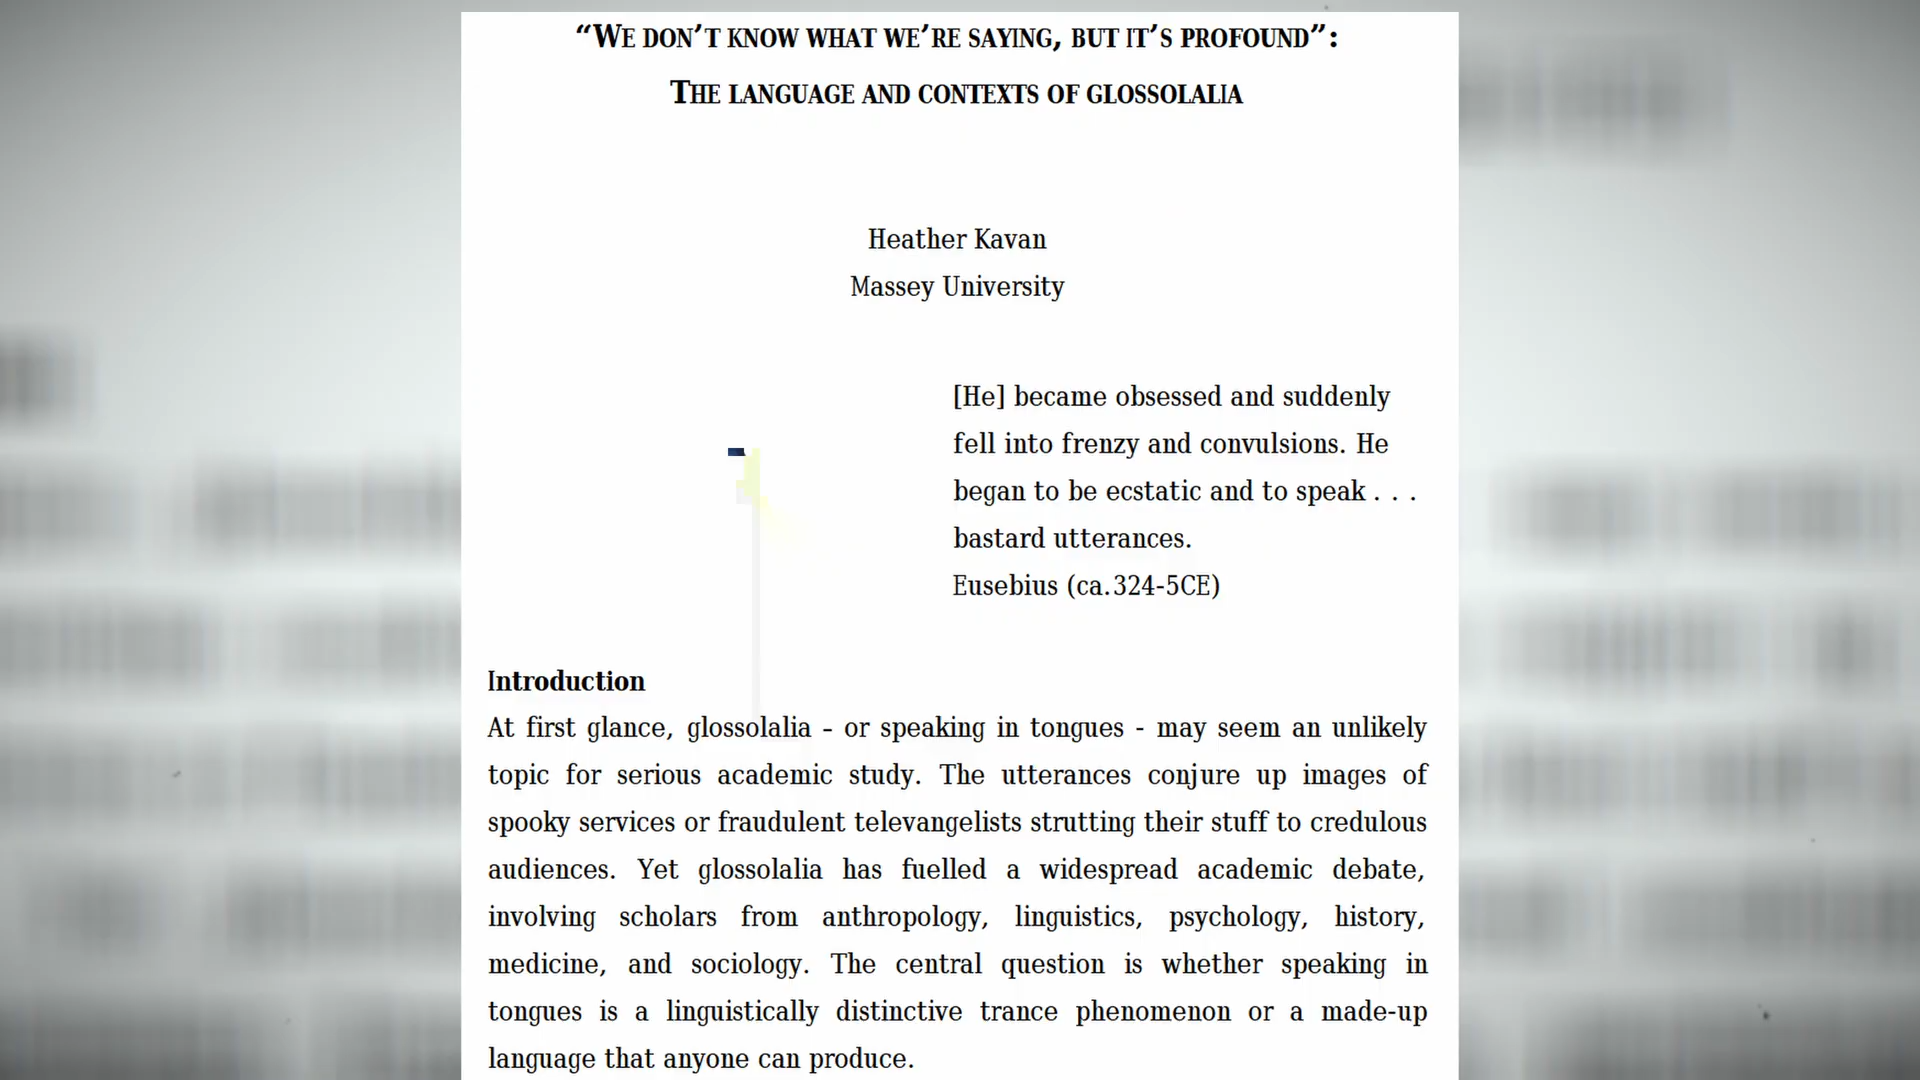 “WE DON’T KNOW WHAT WE’RE SAYING, BUT IT’S PROFOUND”:
THE LANGUAGE AND CONTEXTS OF GLOSSOLALIA
Heather Kavan
Massey University
[He] became obsessed and suddenly
fell into frenzy and convulsions. He
began to be ecstatic and to speak . . .
bastard utterances.
Eusebius (ca.324-5CE)
Introduction
At first glance, glossolalia – or speaking in tongues - may seem an unlikely
topic for serious academic study. The utterances conjure up images of
spooky services or fraudulent televangelists strutting their stuff to credulous
audiences. Yet glossolalia has fuelled a widespread academic debate,
involving scholars from anthropology, linguistics, psychology, history,
medicine, and sociology. The central question is whether speaking in
tongues is a linguistically distinctive trance phenomenon or a made-up
language that anyone can produce.